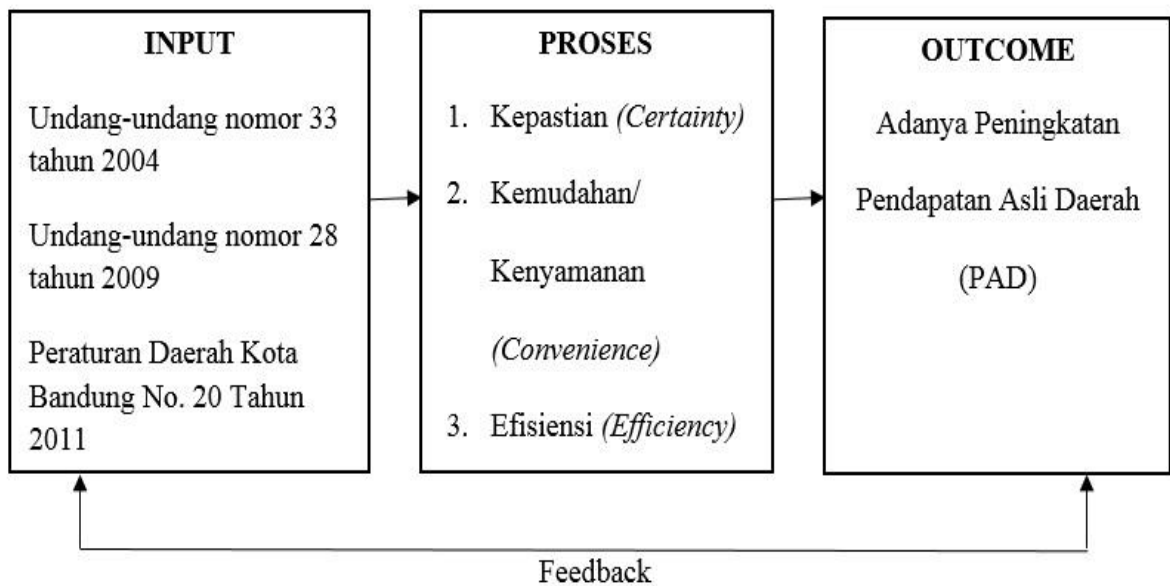 INPUT
Undang-undang nomor 33
tahun 2004
Undang-undang nomor 28
tahun 2009
Peraturan Daerah Kota
Bandung No. 20 Tahun
2011
PROSES
1. Kepastian (Certainty)
2. Kemudahan/
Kenyamanan
(Convenience)
3. Efisiensi (Efficiency)
OUTCOME
Adanya Peningkatan
Pendapatan Asli Daerah
(PAD)
Feedback